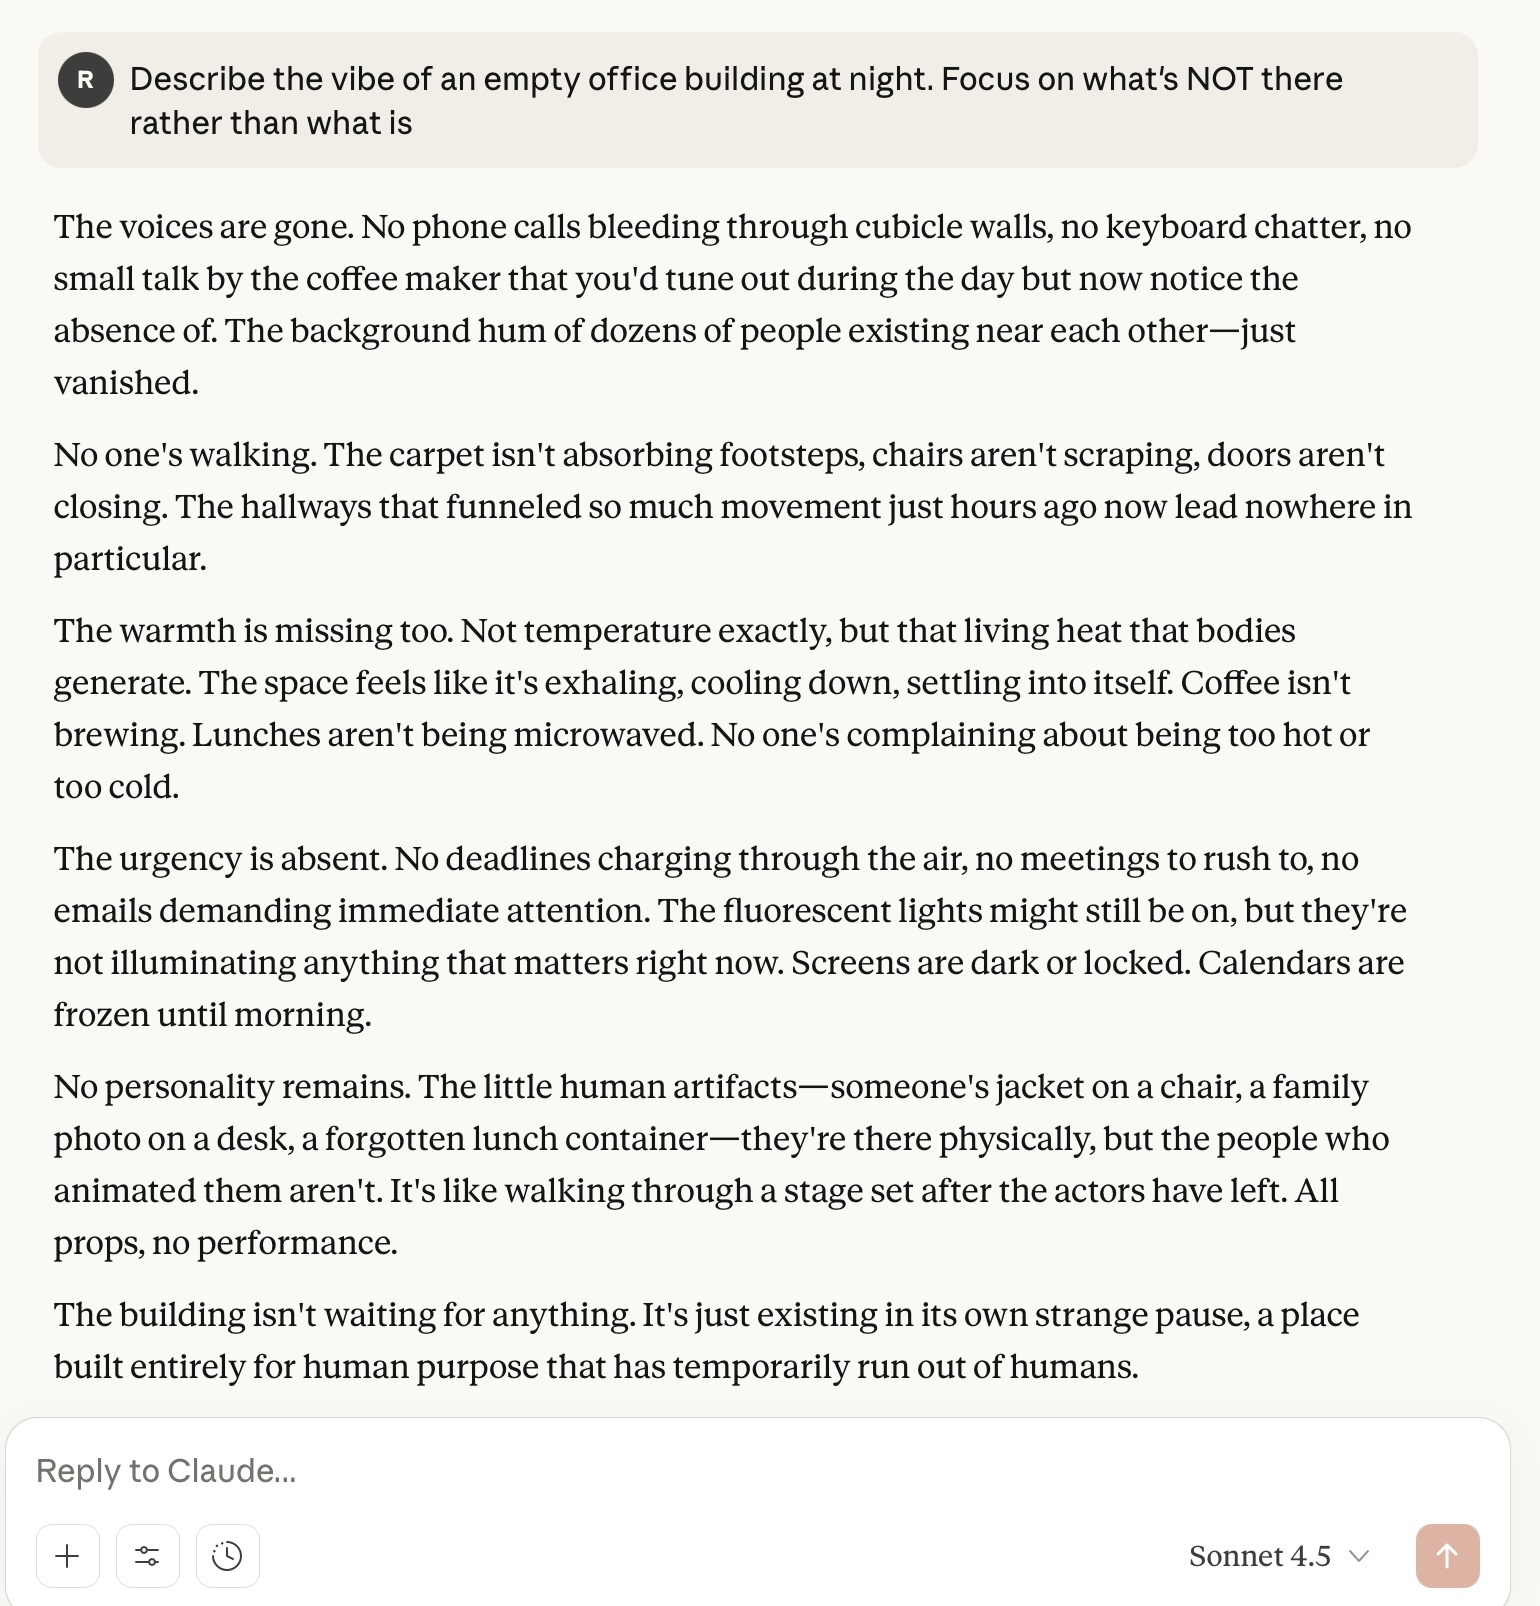 R
Describe the vibe of an empty office building at night. Focus on what's NOT there
rather than what is
The voices are gone. No phone calls bleeding through cubicle walls, no keyboard chatter, no
small talk by the coffee maker that you'd tune out during the day but now notice the
absence of. The background hum of dozens of people existing near each other—just
vanished.
No one's walking. The carpet isn't absorbing footsteps, chairs aren't scraping, doors aren't
closing. The hallways that funneled so much movement just hours ago now lead nowhere in
particular.
The warmth is missing too. Not temperature exactly, but that living heat that bodies
generate. The space feels like it's exhaling, cooling down, settling into itself. Coffee isn't
brewing. Lunches aren't being microwaved. No one's complaining about being too hot or
too cold.
The urgency is absent. No deadlines charging through the air, no meetings to rush to, no
emails demanding immediate attention. The fluorescent lights might still be on, but they're
not illuminating anything that matters right now. Screens are dark or locked. Calendars are
frozen until morning.
No personality remains. The little human artifacts—someone's jacket on a chair, a family
photo on a desk, a forgotten lunch container—they're there physically, but the people who
animated them aren't. It's like walking through a stage set after the actors have left. All
props, no performance.
The building isn't waiting for anything. It's just existing in its own strange pause, a place
built entirely for human purpose that has temporarily run out of humans.
Reply to Claude...
Sonnet 4.5